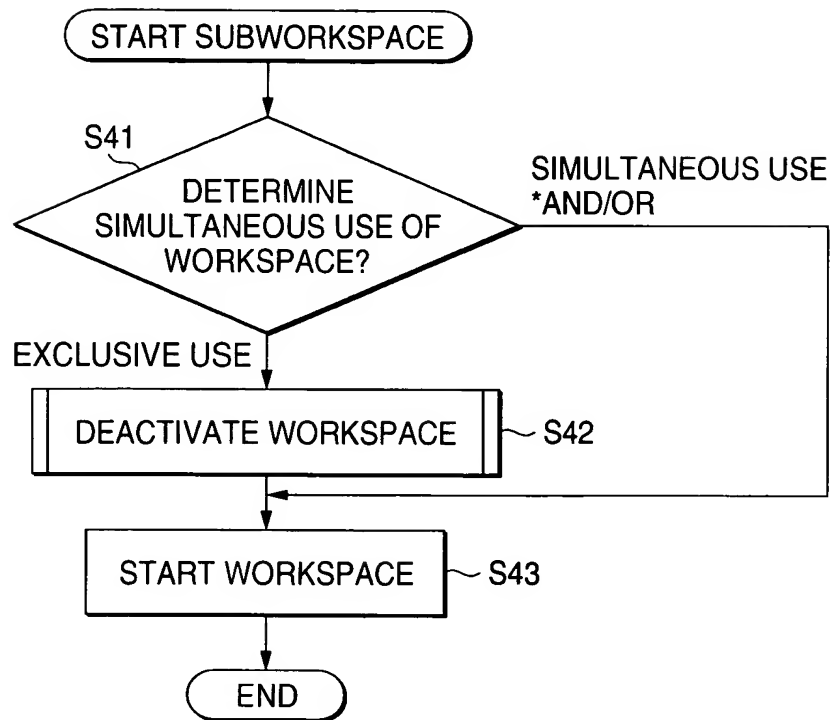 START SUBWORKSPACE
S41
DETERMINE
SIMULTANEOUS USE OF
WORKSPACE?
SIMULTANEOUS USE
*AND/OR
EXCLUSIVE USE
DEACTIVATE WORKSPACE
S42
START WORKSPACE
S43
END